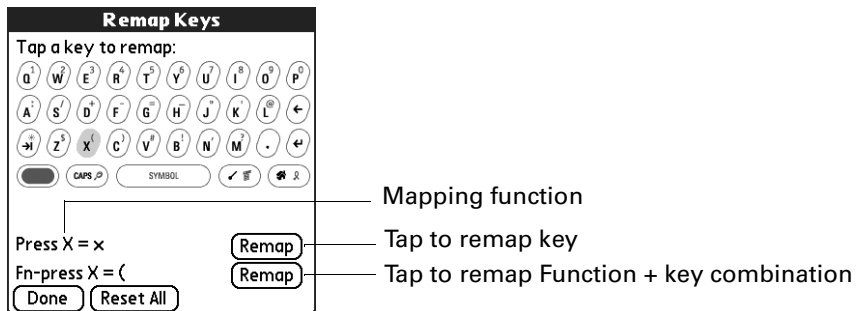 Remap Keys
Tap a key to remap:
Q 1 W 2 E 3 R 4 T 5 Y 6 U 7 I 8 O 9 P 0
A : S / D + F - G = H – J " K ' L @
Z $ X ( C ) V # B ! N ' M ? .
CAPS SYMBOL
Mapping function
Press X = x Remap Tap to remap key
Fn-press X = ( Remap Tap to remap Function + key combination
Done Reset All